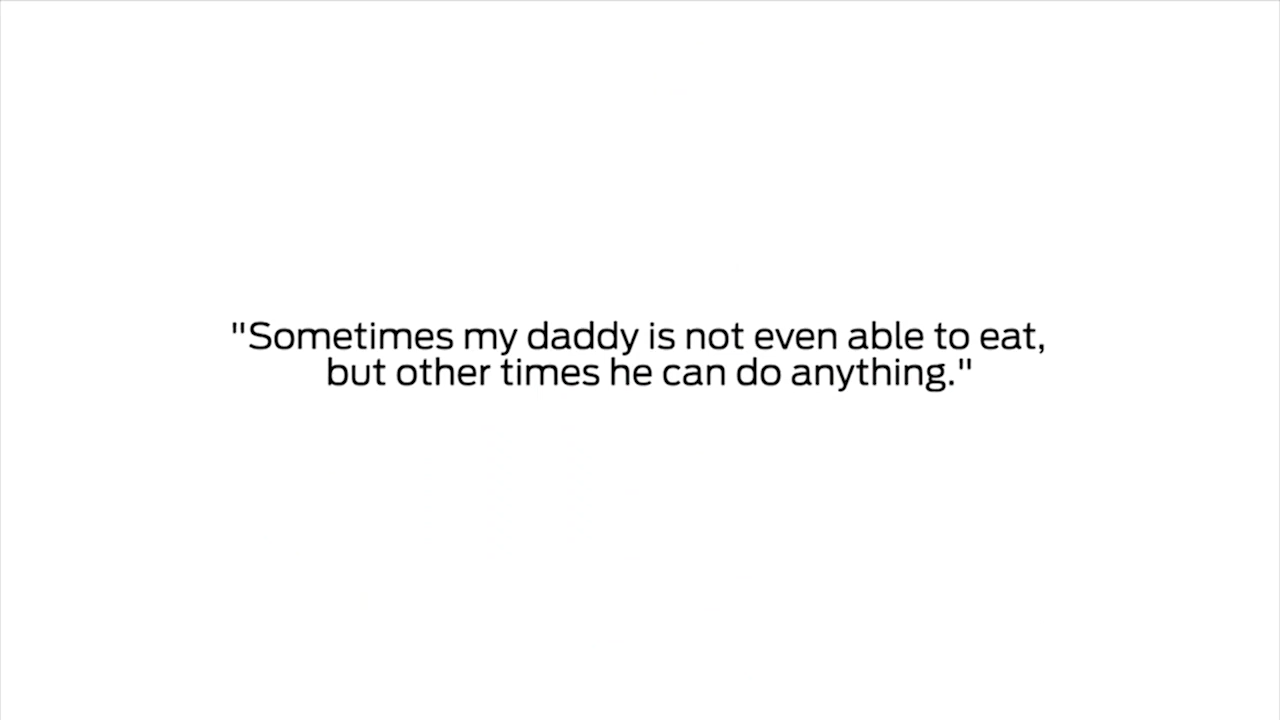 "Sometimes my daddy is not even able to eat,
but other times he can do anything."